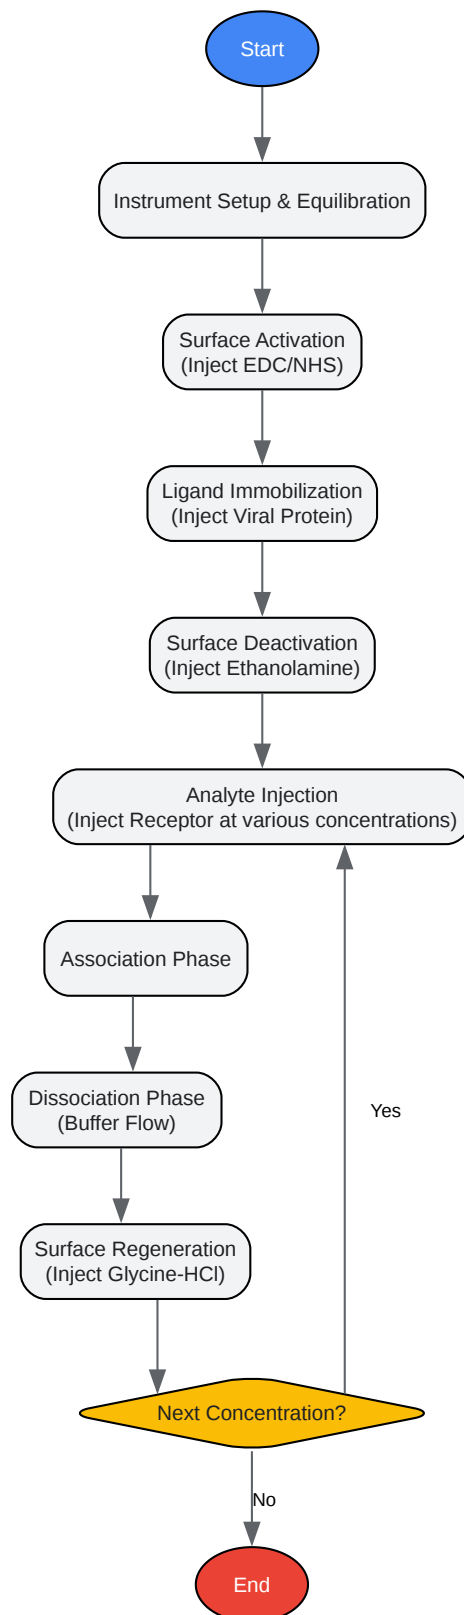 Start
Instrument Setup & Equilibration
Surface Activation
(Inject EDC/NHS)
Ligand Immobilization
(Inject Viral Protein)
Surface Deactivation
(Inject Ethanolamine)
Analyte Injection
(Inject Receptor at various concentrations)
Association Phase
Dissociation Phase
(Buffer Flow)
Yes
Surface Regeneration
(Inject Glycine-HCl)
Next Concentration?
No
End